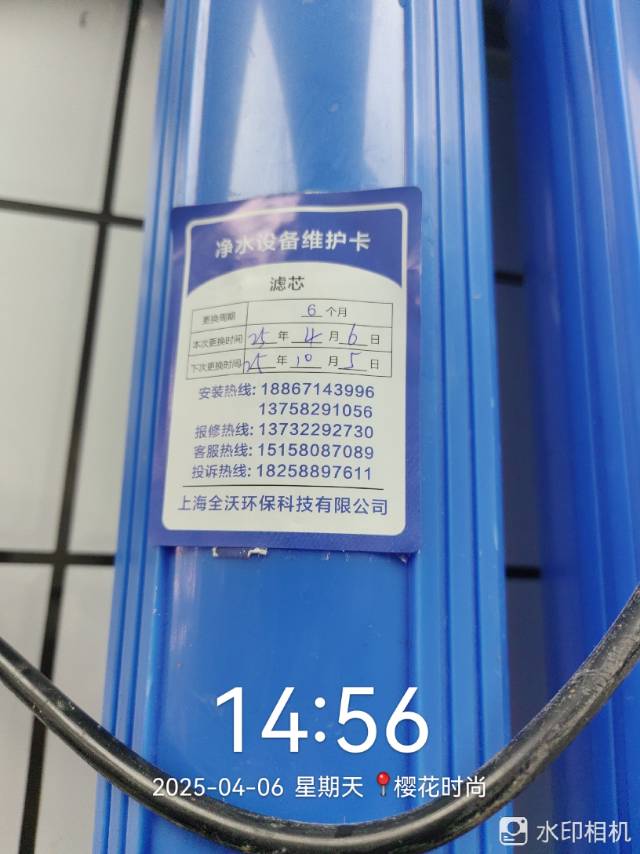 净水设备维护卡
滤芯
更换周期 6 个月
本次更换时间 25 年 4 月 6 日
下次更换时间 25 年 10 月 5 日
安装热线: 18867143996
13758291056
报修热线: 13732292730
客服热线: 15158087089
投诉热线: 18258897611
上海全沃环保科技有限公司
14:56
2025-04-06 星期天 樱花时尚
水印相机